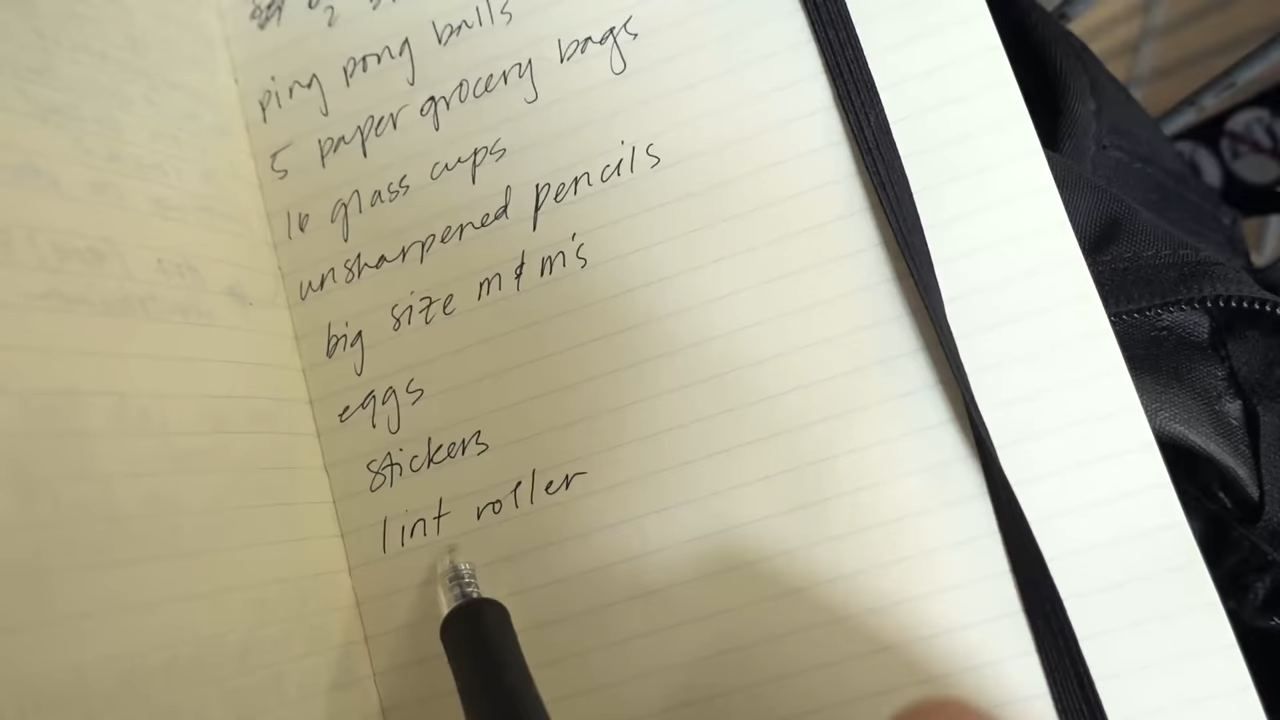 ping pong balls
5 paper grocery bags
16 glass cups
unsharpened pencils
big size m & m's
eggs
stickers
lint roller